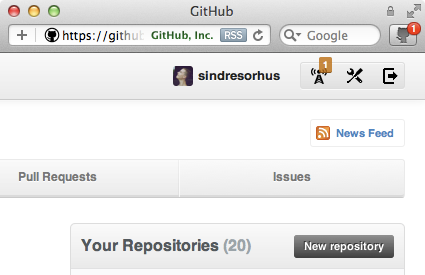 GitHub
https://github GitHub, Inc. RSS Google 1
sindresorhus 1
News Feed
Pull Requests Issues
Your Repositories (20) New repository